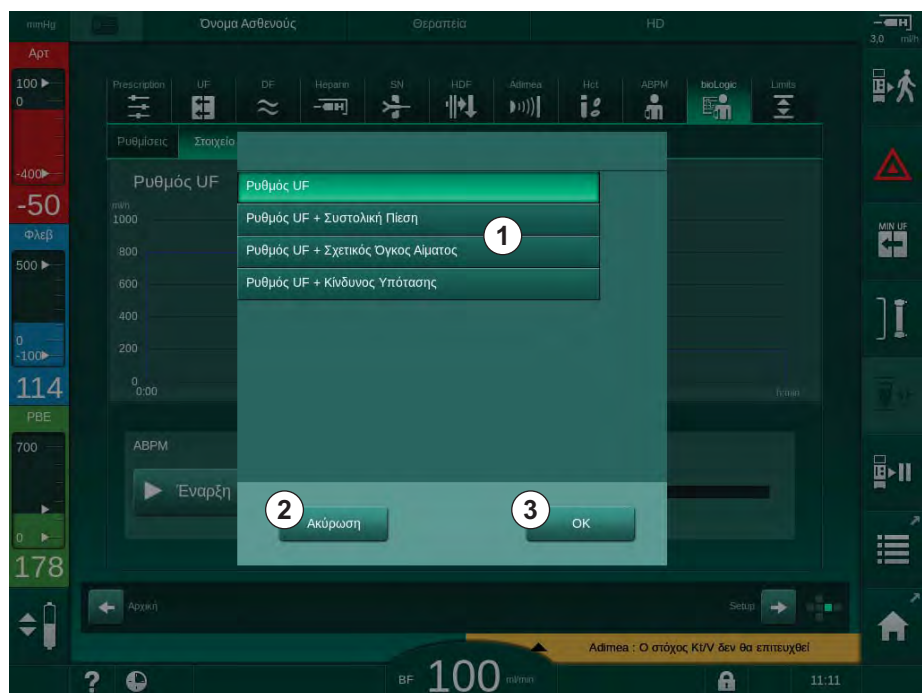 mmHg Όνομα Ασθενούς Θεραπεία HD
3,0 ml/h
Αρτ
100
0
-400
-50
Φλεβ
500
0
-100
114
PBE
700
0
178
Prescription UF DF Heparin SN HDF Adimea Hct ABPM bioLogic Limits
Ρυθμίσεις Στοιχείο
Ρυθμός UF
ml/h
1000
800
600
400
200
0
0:00 h:min
Ρυθμός UF
Ρυθμός UF + Συστολική Πίεση
1
Ρυθμός UF + Σχετικός Όγκος Αίματος
Ρυθμός UF + Κίνδυνος Υπότασης
ABPM
Έναρξη
2 Ακύρωση
3 OK
MIN UF
Αρχική Setup
Adimea : Ο στόχος Kt/V δεν θα επιτευχθεί
? BF 100 ml/min 11:11